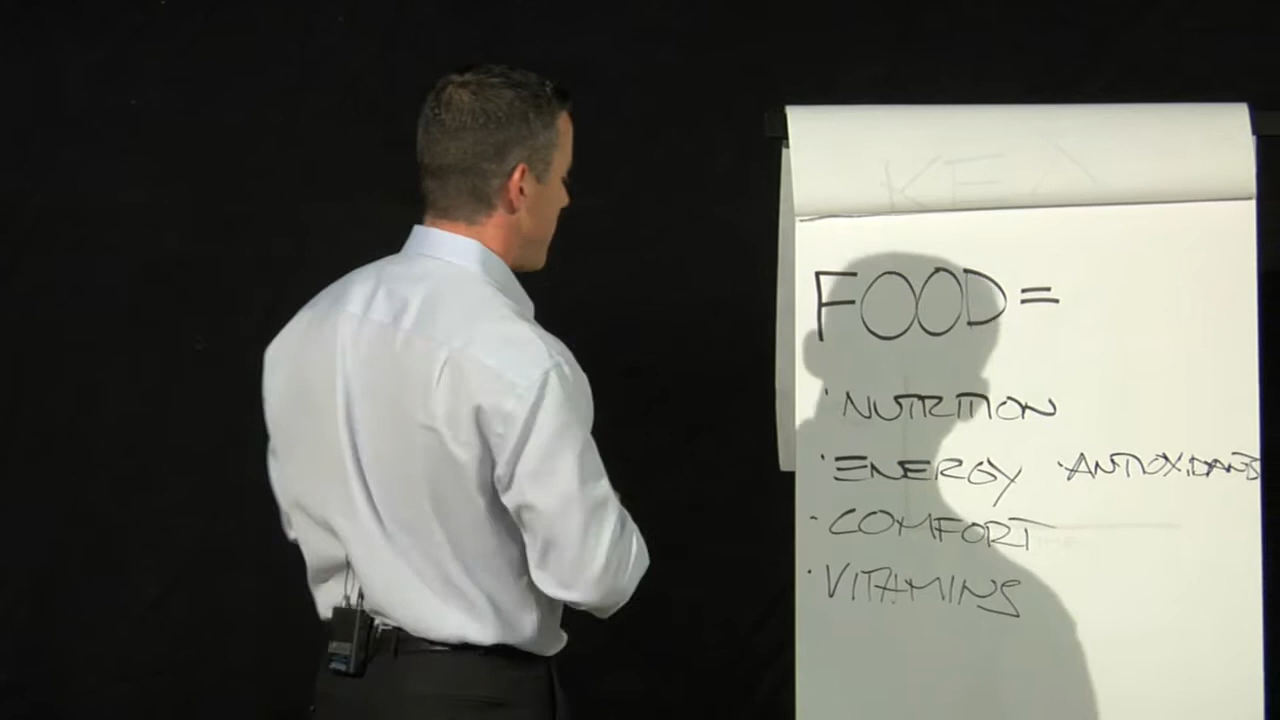 FOOD=
·NUTRITION
·ENERGY ·ANTIOXIDANTS
·COMFORT
·VITAMINS